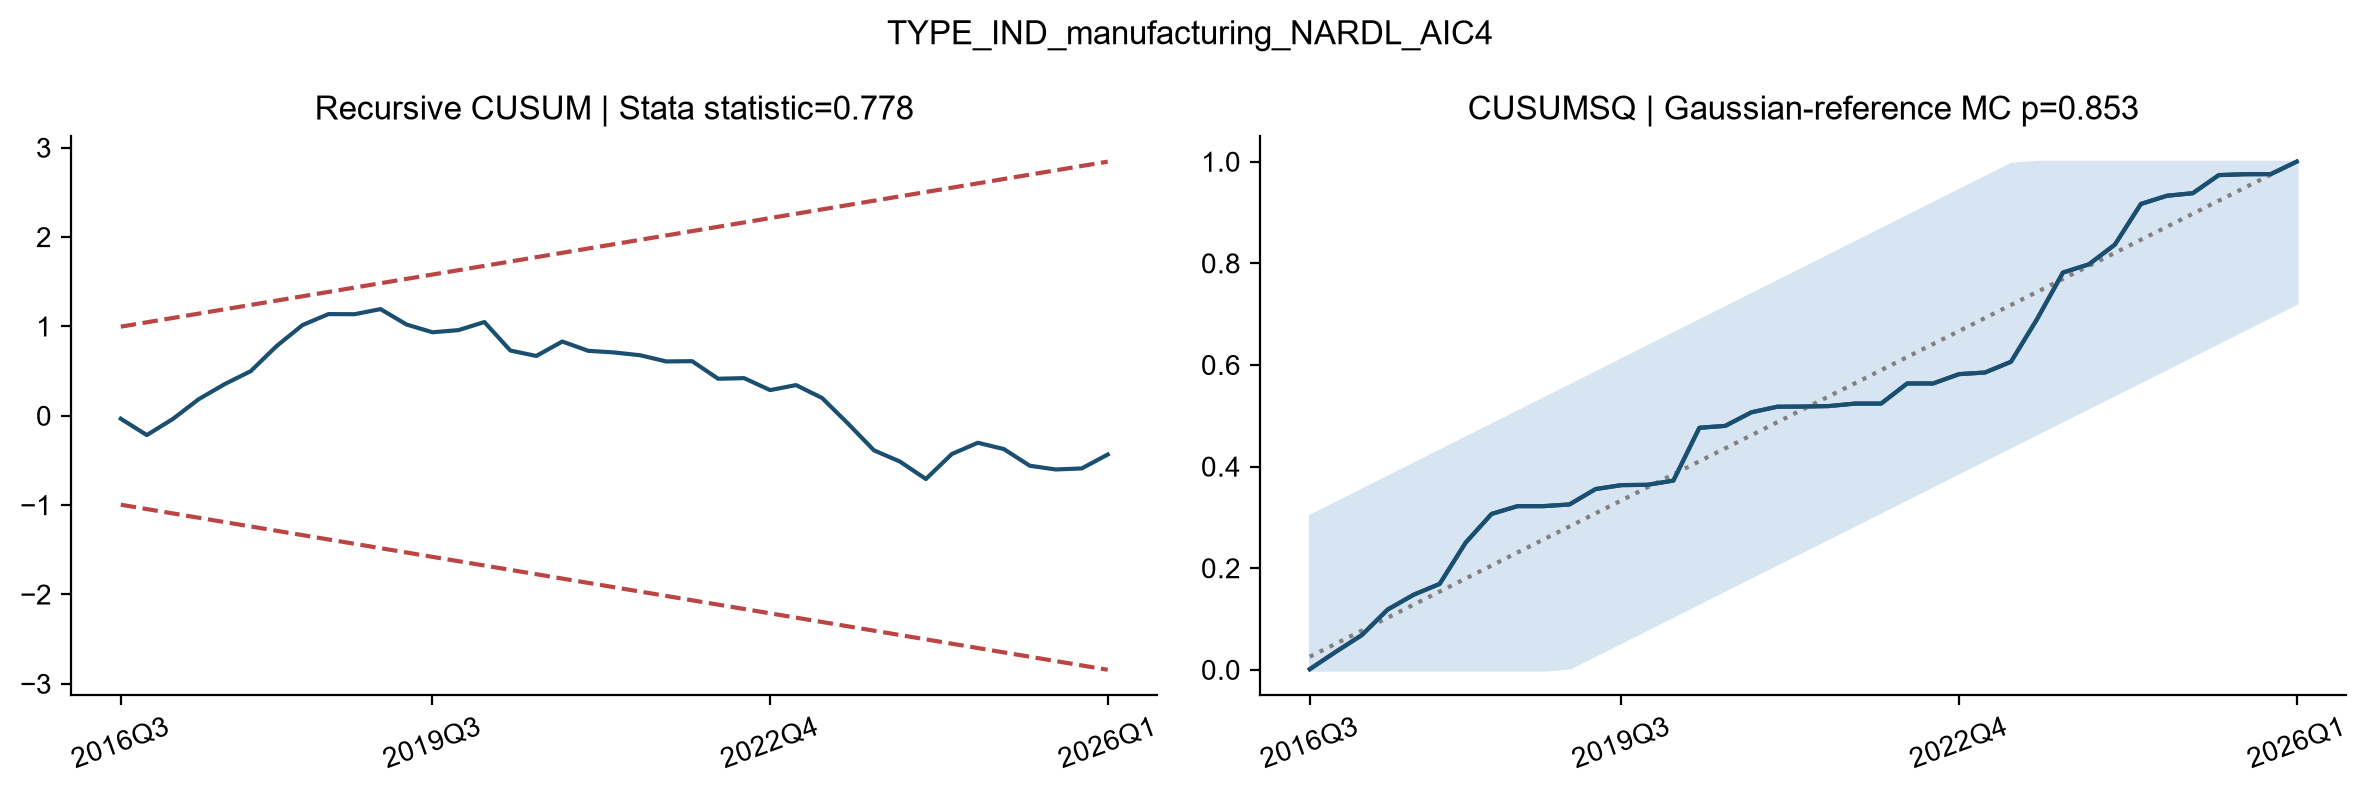 TYPE_IND_manufacturing_NARDL_AIC4
Recursive CUSUM | Stata statistic=0.778
3
2
1
0
−1
−2
−3
2016Q3
2019Q3
2022Q4
2026Q1
CUSUMSQ | Gaussian-reference MC p=0.853
1.0
0.8
0.6
0.4
0.2
0.0
2016Q3
2019Q3
2022Q4
2026Q1